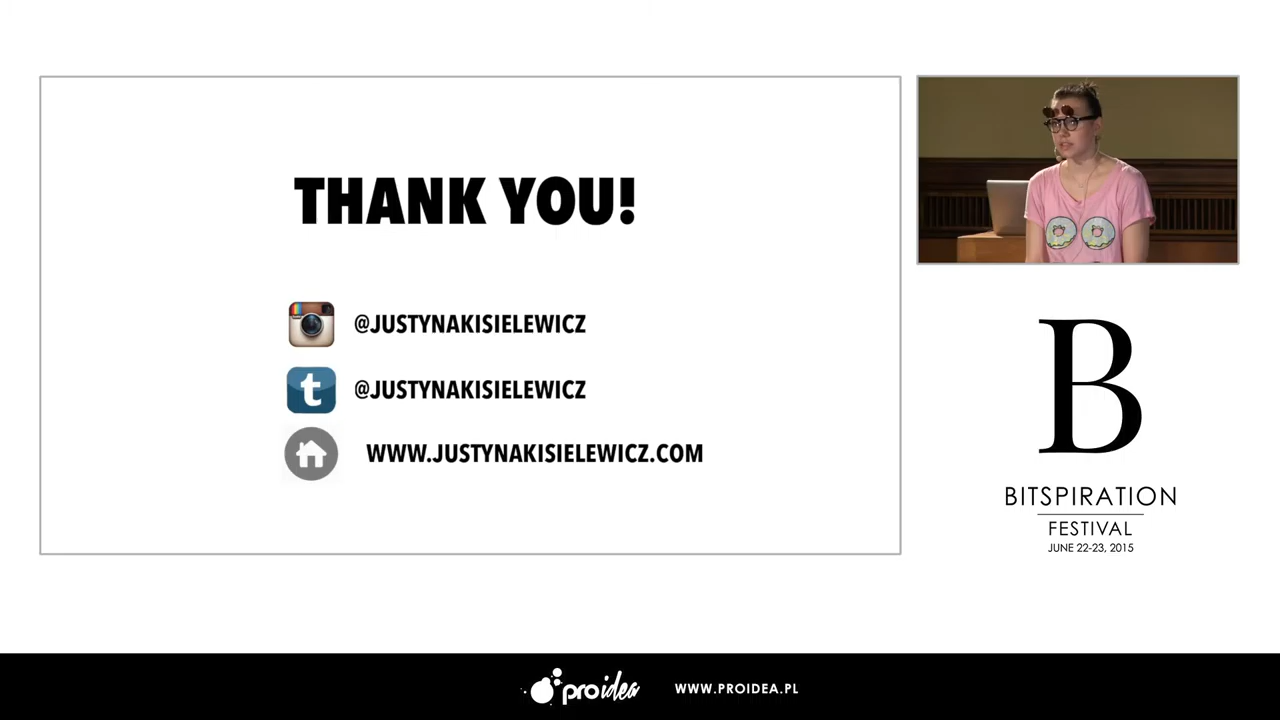 THANK YOU!
@JUSTYNAKISIELEWICZ
t
@JUSTYNAKISIELEWICZ
WWW.JUSTYNAKISIELEWICZ.COM
B
BITSPIRATION
FESTIVAL
JUNE 22-23, 2015
proidea
WWW.PROIDEA.PL